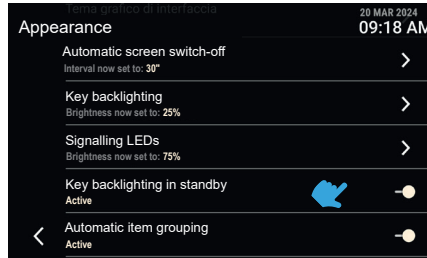 Tema grafico di interfaccia
20 MAR 2024
Appearance
09:18 AM
Automatic screen switch-off
Interval now set to: 30"
Key backlighting
Brightness now set to: 25%
Signalling LEDs
Brightness now set to: 75%
Key backlighting in standby
Active
Automatic item grouping
Active